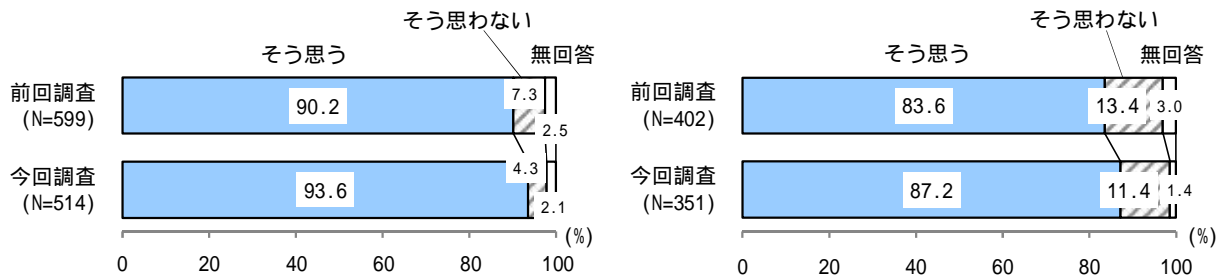 そう思わない
そう思う
無回答
前回調査
(N=599)
90.2
7.3
2.5
今回調査
(N=514)
93.6
4.3
2.1
(%)
0 20 40 60 80 100
そう思わない
そう思う
無回答
前回調査
(N=402)
83.6
13.4
3.0
今回調査
(N=351)
87.2
11.4
1.4
(%)
0 20 40 60 80 100